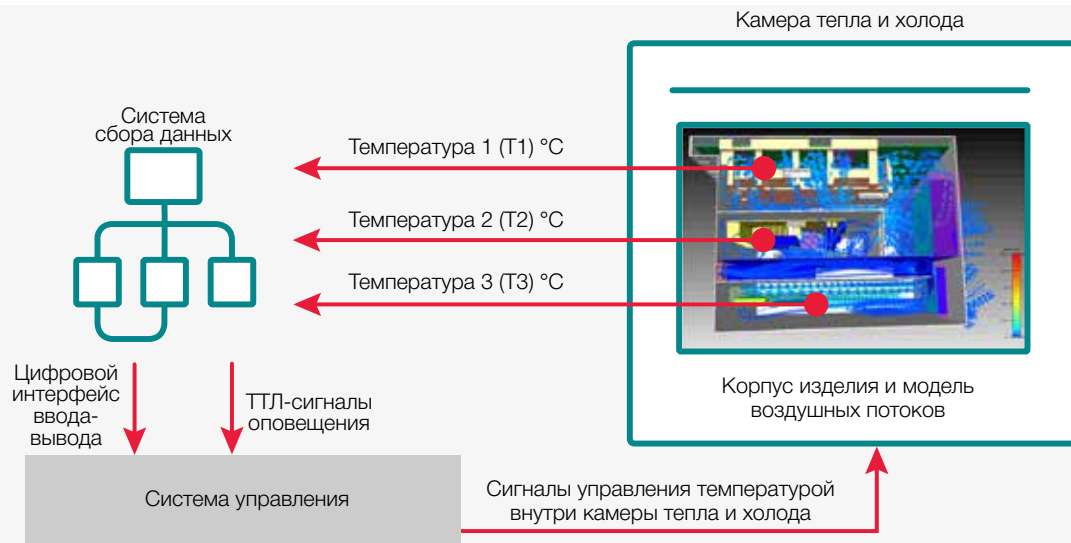 Камера тепла и холода
Система
сбора данных
Температура 1 (T1) °C
Температура 2 (T2) °C
Температура 3 (T3) °C
Корпус изделия и модель
воздушных потоков
Цифровой
интерфейс
ввода-
вывода
ТТЛ-сигналы
оповещения
Система управления
Сигналы управления температурой
внутри камеры тепла и холода